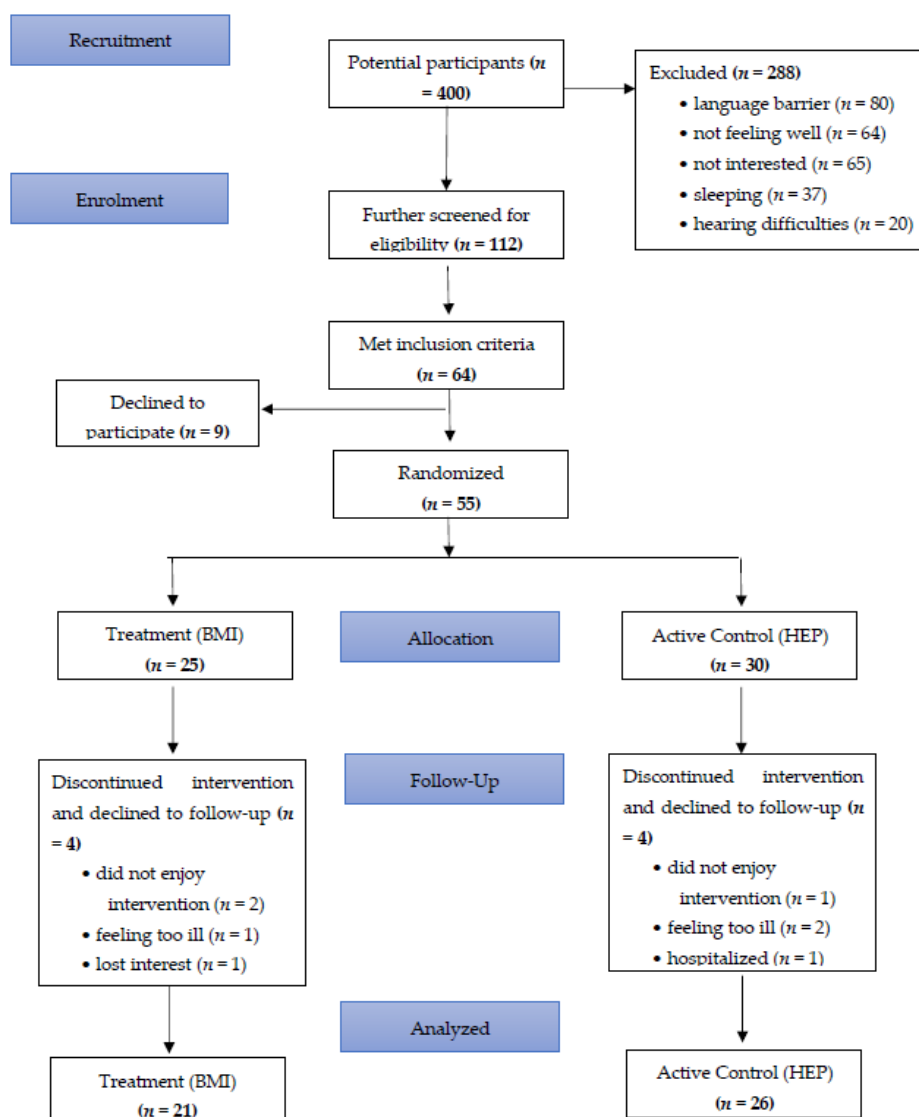 Recruitment
Potential participants (n
= 400)
Excluded (n = 288)
• language barrier (n = 80)
• not feeling well (n = 64)
• not interested (n = 65)
• sleeping (n = 37)
• hearing difficulties (n = 20)
Enrolment
Further screened for
eligibility (n = 112)
Met inclusion criteria
(n = 64)
Declined to
participate (n = 9)
Randomized
(n = 55)
Treatment (BMI)
(n = 25)
Allocation
Active Control (HEP)
(n = 30)
Discontinued intervention
and declined to follow-up (n
= 4)
• did not enjoy
intervention (n = 2)
• feeling too ill (n = 1)
• lost interest (n = 1)
Follow-Up
Discontinued intervention
and declined to follow-up (n
= 4)
• did not enjoy
intervention (n = 1)
• feeling too ill (n = 2)
• hospitalized (n = 1)
Analyzed
Treatment (BMI)
(n = 21)
Active Control (HEP)
(n = 26)